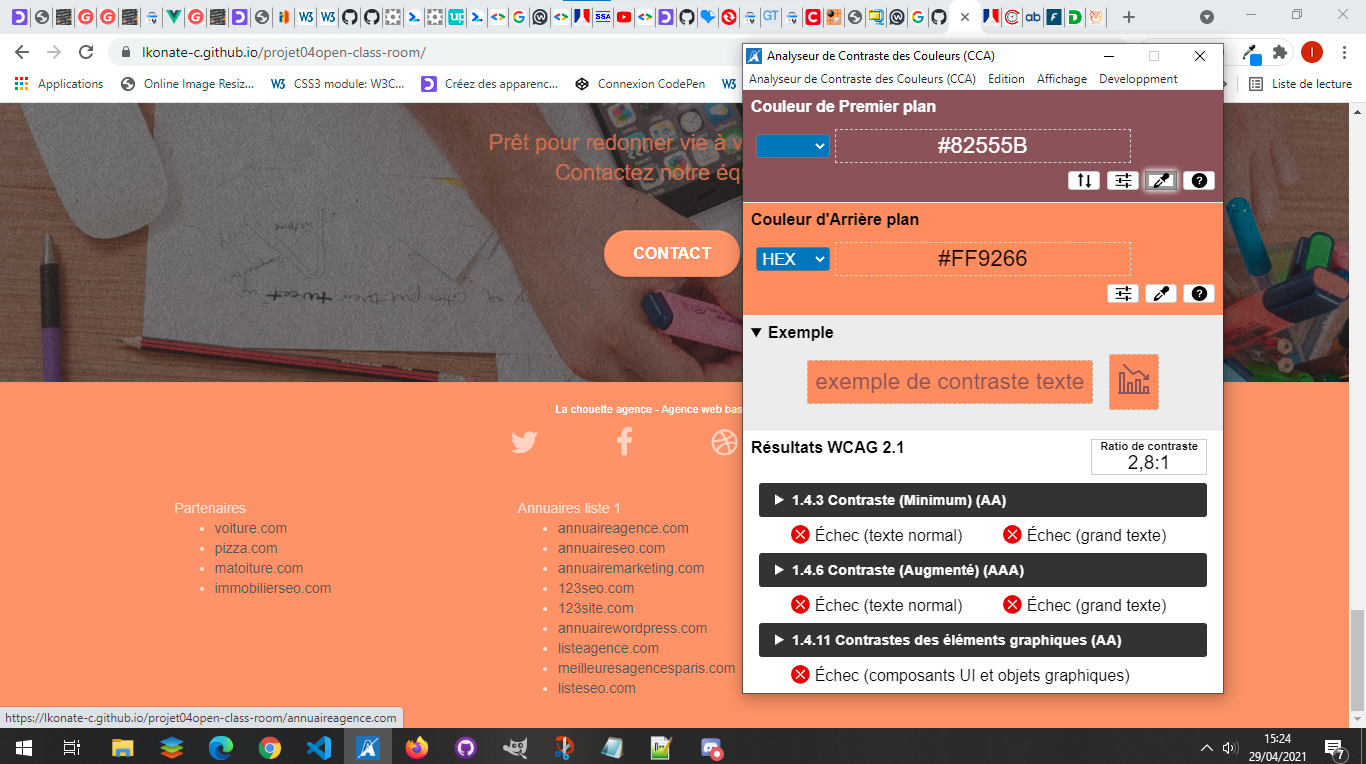 lkonate-c.github.io/projet04open-class-room/
Applications
Online Image Resiz...
CSS3 module: W3C...
Créez des apparenc...
Connexion CodePen
Liste de lecture
Prêt pour redonner vie à v
Contactez notre équ
CONTACT
La chouette agence - Agence web bas
Partenaires
voiture.com
pizza.com
matoiture.com
immobilierseo.com
Annuaires liste 1
annuaireagence.com
annuaireseo.com
annuairemarketing.com
123seo.com
123site.com
annuairewordpress.com
listeagence.com
meilleuresagencesparis.com
listeseo.com
https://lkonate-c.github.io/projet04open-class-room/annuaireagence.com
Analyseur de Contraste des Couleurs (CCA)
Analyseur de Contraste des Couleurs (CCA) Edition Affichage Developpment
Couleur de Premier plan
#82555B
Couleur d'Arrière plan
HEX
#FF9266
Exemple
exemple de contraste texte
Résultats WCAG 2.1
Ratio de contraste
2,8:1
1.4.3 Contraste (Minimum) (AA)
Échec (texte normal) Échec (grand texte)
1.4.6 Contraste (Augmenté) (AAA)
Échec (texte normal) Échec (grand texte)
1.4.11 Contrastes des éléments graphiques (AA)
Échec (composants UI et objets graphiques)
15:24
29/04/2021
7